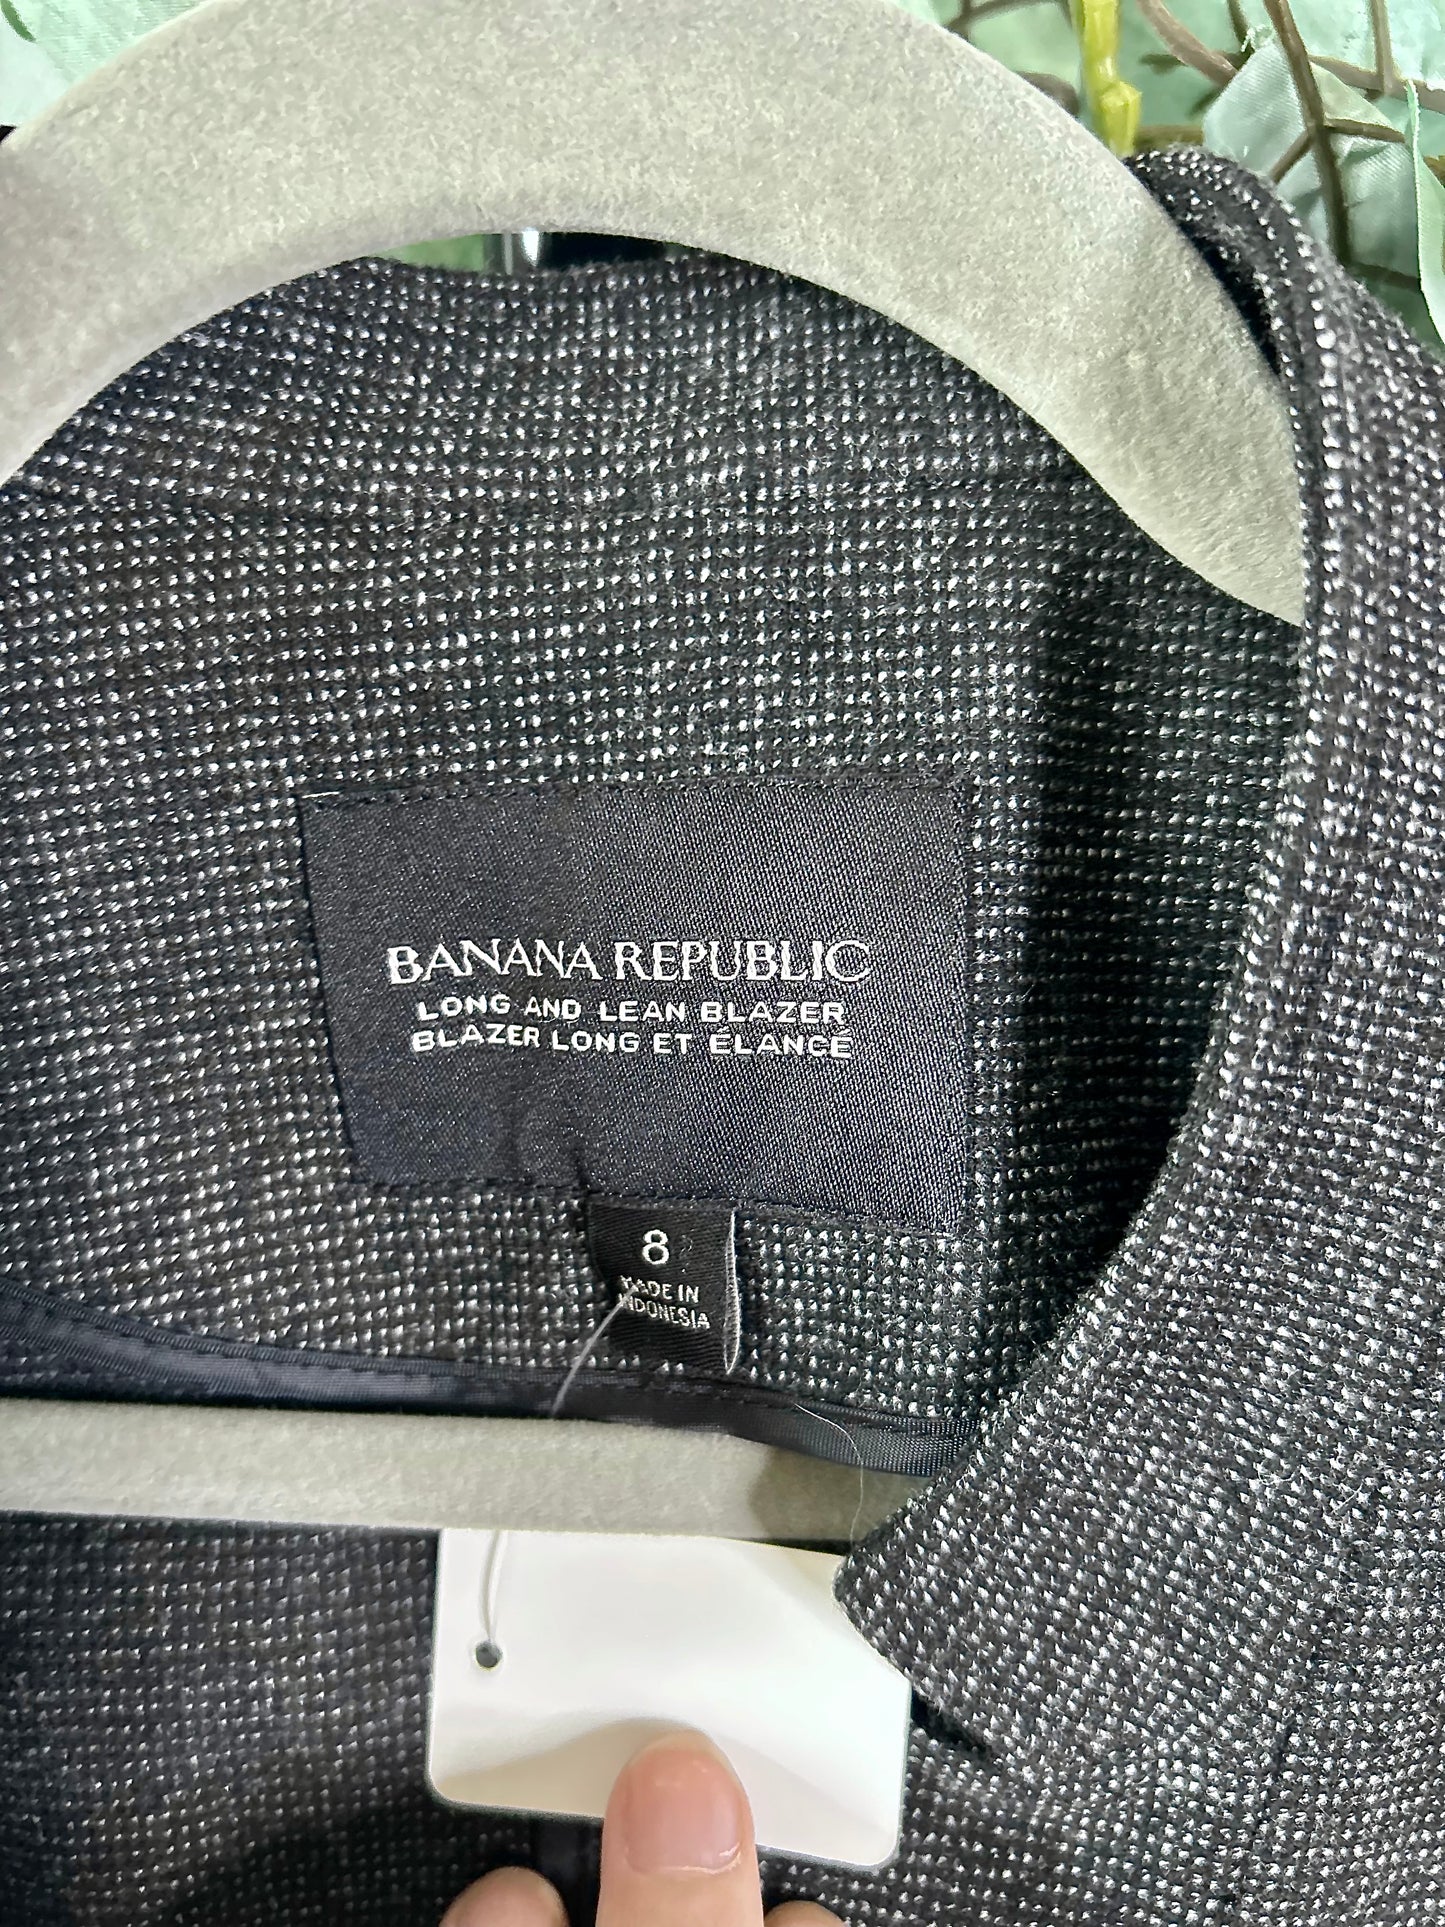 BANANA REPUBLIC
LONG AND LEAN BLAZER
BLAZER LONG ET ÉLANCÉ
8
MADE IN
INDONESIA